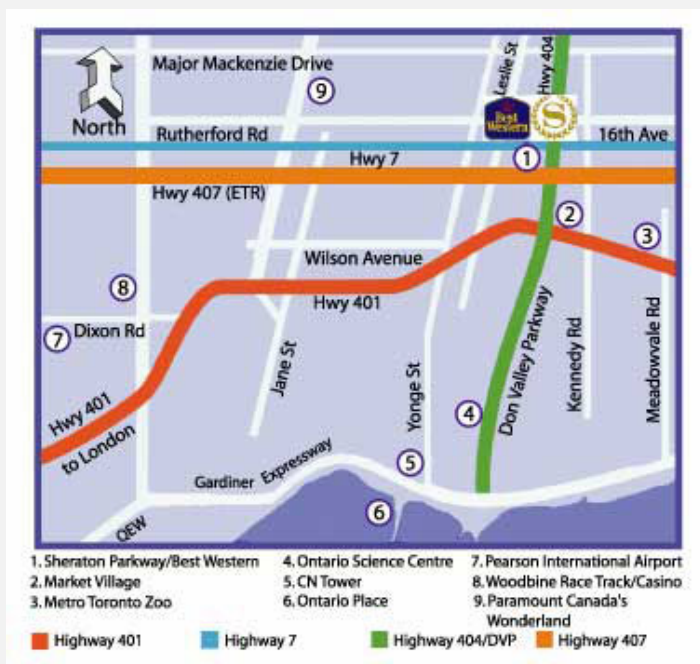 Major Mackenzie Drive
9
Leslie St
Hwy 404
North
Best
Western
S
Rutherford Rd
16th Ave
Hwy 7
1
Hwy 407 (ETR)
2
3
Wilson Avenue
8
Hwy 401
Dixon Rd
7
Jane St
Yonge St
Don Valley Parkway
Kennedy Rd
Meadowvale Rd
4
Hwy 401
to London
Gardiner Expressway
5
6
QEW
1. Sheraton Parkway/Best Western
2. Market Village
3. Metro Toronto Zoo
4. Ontario Science Centre
5. CN Tower
6. Ontario Place
7. Pearson International Airport
8. Woodbine Race Track/Casino
9. Paramount Canada's
Wonderland
Highway 401
Highway 7
Highway 404/DVP
Highway 407